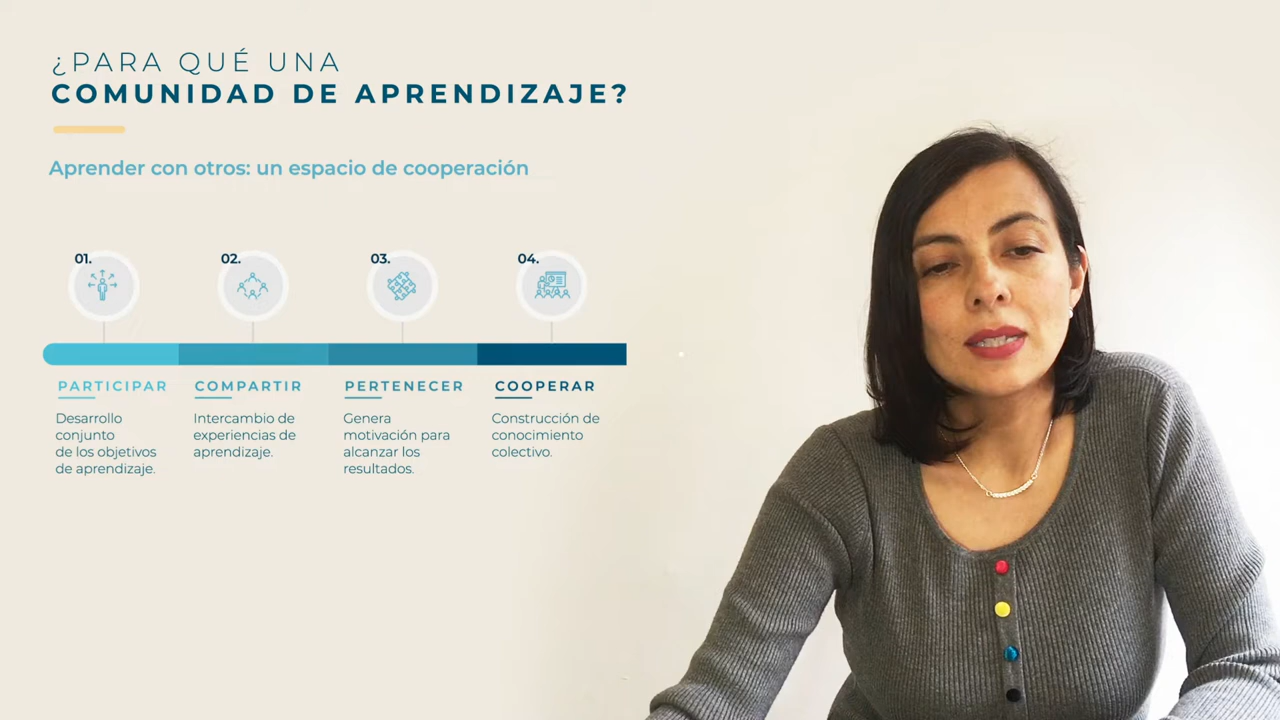 ¿PARA QUÉ UNA
COMUNIDAD DE APRENDIZAJE?
Aprender con otros: un espacio de cooperación
01.
PARTICIPAR
Desarrollo
conjunto
de los objetivos
de aprendizaje.
02.
COMPARTIR
Intercambio de
experiencias de
aprendizaje.
03.
PERTENECER
Genera
motivación para
alcanzar los
resultados.
04.
COOPERAR
Construcción de
conocimiento
colectivo.